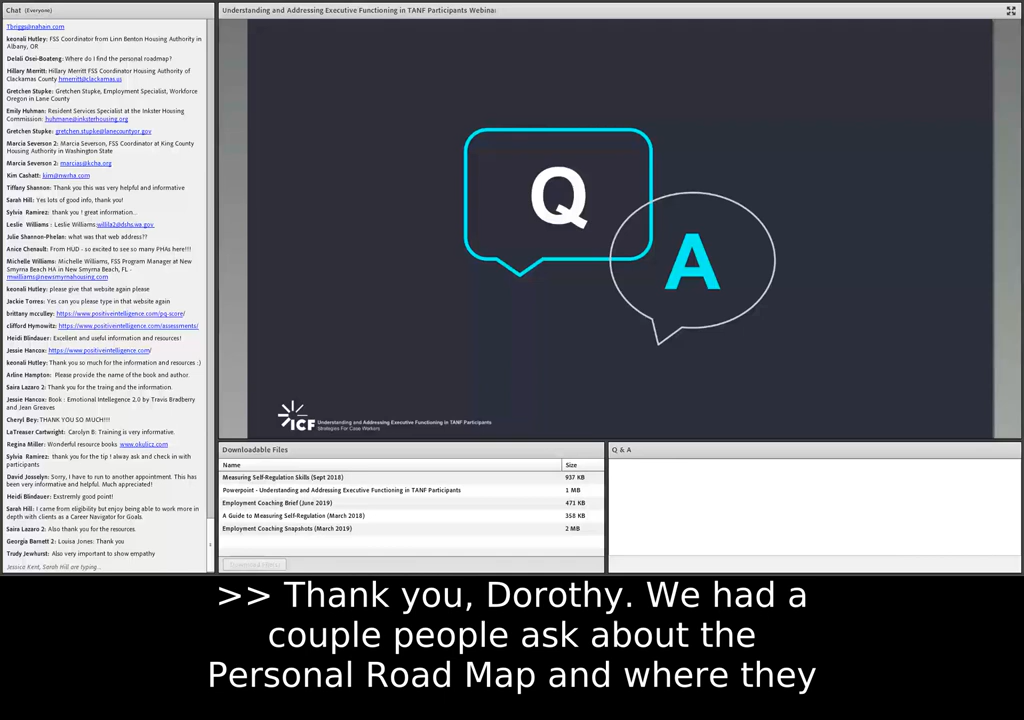 Chat (Everyone)
Tbriggs@nahain.com
keonali Hutley: FSS Coordinator from Linn Benton Housing Authority in
Albany, OR
Delali Osei-Boateng: Where do I find the personal roadmap?
Hillary Merritt: Hillary Merritt FSS Coordinator Housing Authority of
Clackamas County hmerritt@clackamas.us
Gretchen Stupke: Gretchen Stupke, Employment Specialist, Workforce
Oregon in Lane County
Emily Huhman: Resident Services Specialist at the Inkster Housing
Commission: huhmane@inksterhousing.org
Gretchen Stupke: gretchen.stupke@lanecountyor.gov
Marcia Severson 2: Marcia Severson, FSS Coordinator at King County
Housing Authority in Washington State
Marcia Severson 2: marcias@kcha.org
Kim Cashatt: kim@nwrha.com
Tiffany Shannon: Thank you this was very helpful and informative
Sarah Hill: Yes lots of good info, thank you!
Sylvia Ramirez: thank you ! great information...
Leslie Williams : Leslie Williams:willila2@dshs.wa.gov
Julie Shannon-Phelan: what was that web address??
Anice Chenault: From HUD - so excited to see so many PHAs here!!!
Michelle Williams: Michelle Williams, FSS Program Manager at New
Smyrna Beach HA in New Smyrna Beach, FL -
mwilliams@newsmyrnahousing.com
keonali Hutley: please give that website again please
Jackie Torres: Yes can you please type in that website again
brittany mcculley: https://www.positiveintelligence.com/pq-score/
clifford Hymowitz: https://www.positiveintelligence.com/assessments/
Heidi Blindauer: Excellent and useful information and resources!
Jessie Hancox: https://www.positiveintelligence.com/
keonali Hutley: Thank you so much for the information and resources :)
Arline Hampton: Please provide the name of the book and author.
Saira Lazaro 2: Thank you for the traing and the information.
Jessie Hancox: Book : Emotional Intellegence 2.0 by Travis Bradberry
and Jean Greaves
Cheryl Bey: THANK YOU SO MUCH!!!
LaTreaser Cartwright: Carolyn B: Training is very informative.
Regina Miller: Wonderful resource books www.okulicz.com
Sylvia Ramirez: thank you for the tip ! alway ask and check in with
participants
David Josselyn: Sorry, I have to run to another appointment. This has
been very informative and helpful. Much appreciated!
Heidi Blindauer: Exstremly good point!
Sarah Hill: I came from eligibility but enjoy being able to work more in
depth with clients as a Career Navigator for Goals.
Saira Lazaro 2: Also thank you for the resources.
Georgia Barnett 2: Louisa Jones: Thank you
Trudy Jewhurst: Also very important to show empathy
Jessica Kent, Sarah Hill are typing...
Understanding and Addressing Executive Functioning in TANF Participants Webinar
Q
A
ICF
Understanding and Addressing Executive Functioning in TANF Participants
Strategies For Case Workers
Downloadable Files
Name Size
Measuring Self-Regulation Skills (Sept 2018) 937 KB
Powerpoint - Understanding and Addressing Executive Functioning in TANF Participants 1 MB
Employment Coaching Brief (June 2019) 471 KB
A Guide to Measuring Self-Regulation (March 2018) 358 KB
Employment Coaching Snapshots (March 2019) 2 MB
Q & A
>> Thank you, Dorothy. We had a
couple people ask about the
Personal Road Map and where they